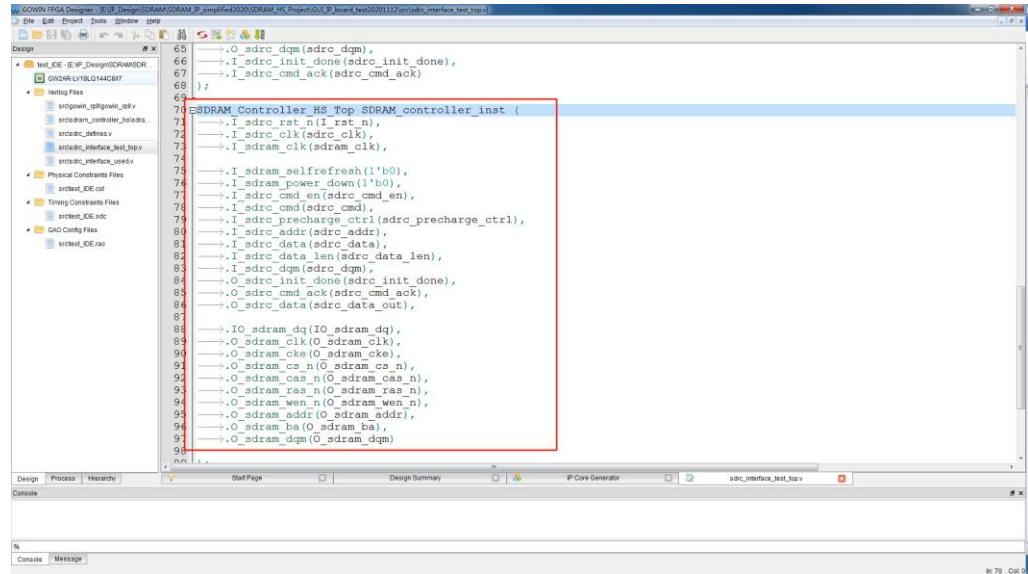 GOWIN FPGA Designer - [E:\IP_Design\SDRAM\SDRAM_IP_simplified2020\SDRAM_HS_Project\GUI_IP_board_test20201112\src\sdrc_interface_test_top.v]
File Edit Project Tools Window Help
Design
test_IDE - [E:\IP_Design\SDRAM\SDR...
GW2AR-LV18LQ144C8/I7
Verilog Files
src\gowin_rpll\gowin_rpll.v
src\sdram_controller_hs\sdra...
src\sdrc_defines.v
src\sdrc_interface_test_top.v
src\sdrc_interface_used.v
Physical Constraints Files
src\test_IDE.cst
Timing Constraints Files
src\test_IDE.sdc
GAO Config Files
src\test_IDE.rao
65 .O_sdrc_dqm(sdrc_dqm),
66 .I_sdrc_init_done(sdrc_init_done),
67 .I_sdrc_cmd_ack(sdrc_cmd_ack)
68 );
69
70 SDRAM_Controller_HS_Top SDRAM_controller_inst (
71 .I_sdrc_rst_n(I_rst_n),
72 .I_sdrc_clk(sdrc_clk),
73 .I_sdram_clk(sdram_clk),
74
75 .I_sdram_selfrefresh(1'b0),
76 .I_sdram_power_down(1'b0),
77 .I_sdrc_cmd_en(sdrc_cmd_en),
78 .I_sdrc_cmd(sdrc_cmd),
79 .I_sdrc_precharge_ctrl(sdrc_precharge_ctrl),
80 .I_sdrc_addr(sdrc_addr),
81 .I_sdrc_data(sdrc_data),
82 .I_sdrc_data_len(sdrc_data_len),
83 .I_sdrc_dqm(sdrc_dqm),
84 .O_sdrc_init_done(sdrc_init_done),
85 .O_sdrc_cmd_ack(sdrc_cmd_ack),
86 .O_sdrc_data(sdrc_data_out),
87
88 .IO_sdram_dq(IO_sdram_dq),
89 .O_sdram_clk(O_sdram_clk),
90 .O_sdram_cke(O_sdram_cke),
91 .O_sdram_cs_n(O_sdram_cs_n),
92 .O_sdram_cas_n(O_sdram_cas_n),
93 .O_sdram_ras_n(O_sdram_ras_n),
94 .O_sdram_wen_n(O_sdram_wen_n),
95 .O_sdram_addr(O_sdram_addr),
96 .O_sdram_ba(O_sdram_ba),
97 .O_sdram_dqm(O_sdram_dqm)
98
Design Process Hierarchy Start Page Design Summary IP Core Generator sdrc_interface_test_top.v
Console
%
Console Message
ln: 70 Col: 0